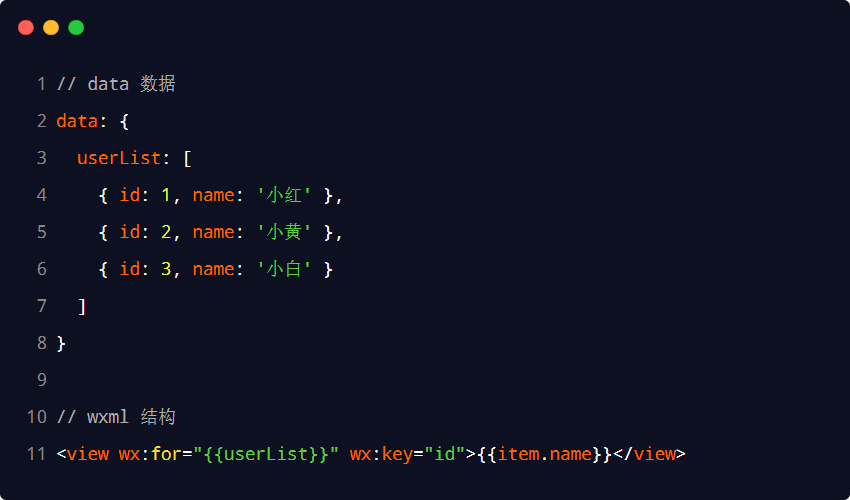 1 // data 数据
2 data: {
3   userList: [
4     { id: 1, name: '小红' },
5     { id: 2, name: '小黄' },
6     { id: 3, name: '小白' }
7   ]
8 }
9
10 // wxml 结构
11 <view wx:for="{{userList}}" wx:key="id">{{item.name}}</view>